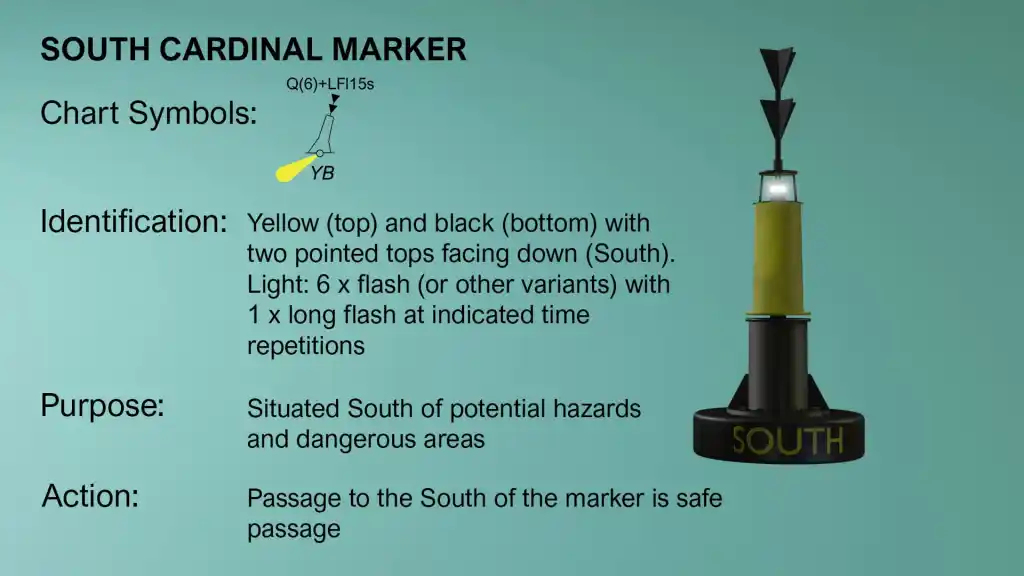 SOUTH CARDINAL MARKER
Q(6)+LFl15s
Chart Symbols:
YB
Identification: Yellow (top) and black (bottom) with
two pointed tops facing down (South).
Light: 6 x flash (or other variants) with
1 x long flash at indicated time
repetitions
Purpose: Situated South of potential hazards
and dangerous areas
SOUTH
Action: Passage to the South of the marker is safe
passage